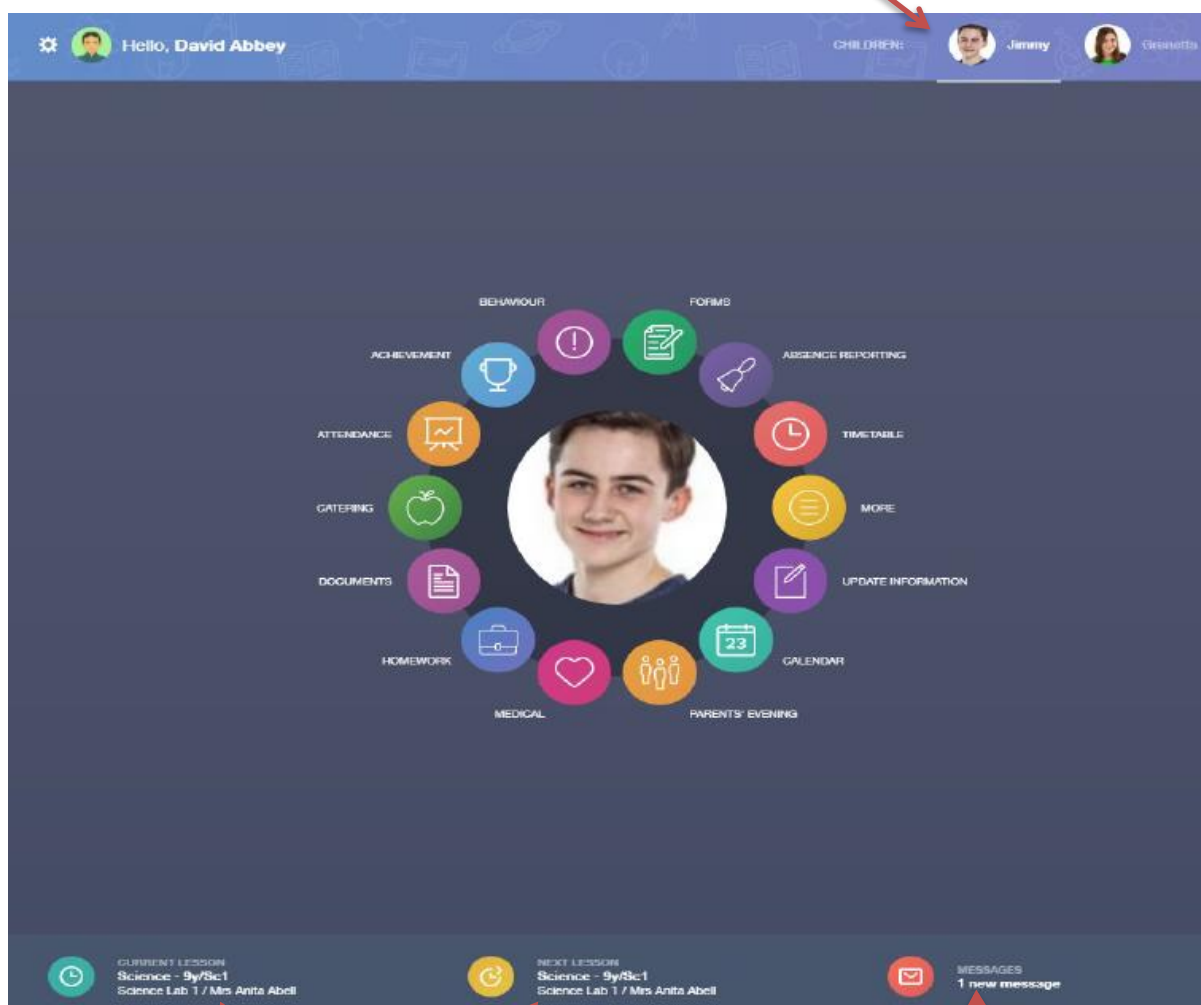 Hello, David Abbey
CHILDREN:
Jimmy
BEHAVIOUR
FORMS
ACHIEVEMENT
ABSENCE REPORTING
ATTENDANCE
TIMETABLE
CATERING
MORE
DOCUMENTS
UPDATE INFORMATION
23
HOMEWORK
CALENDAR
MEDICAL
PARENTS' EVENING
CURRENT LESSON
Science - 9y/Sc1
Science Lab 1 / Mrs Anita Abell
NEXT LESSON
Science - 9y/Sc1
Science Lab 1 / Mrs Anita Abell
MESSAGES
1 new message